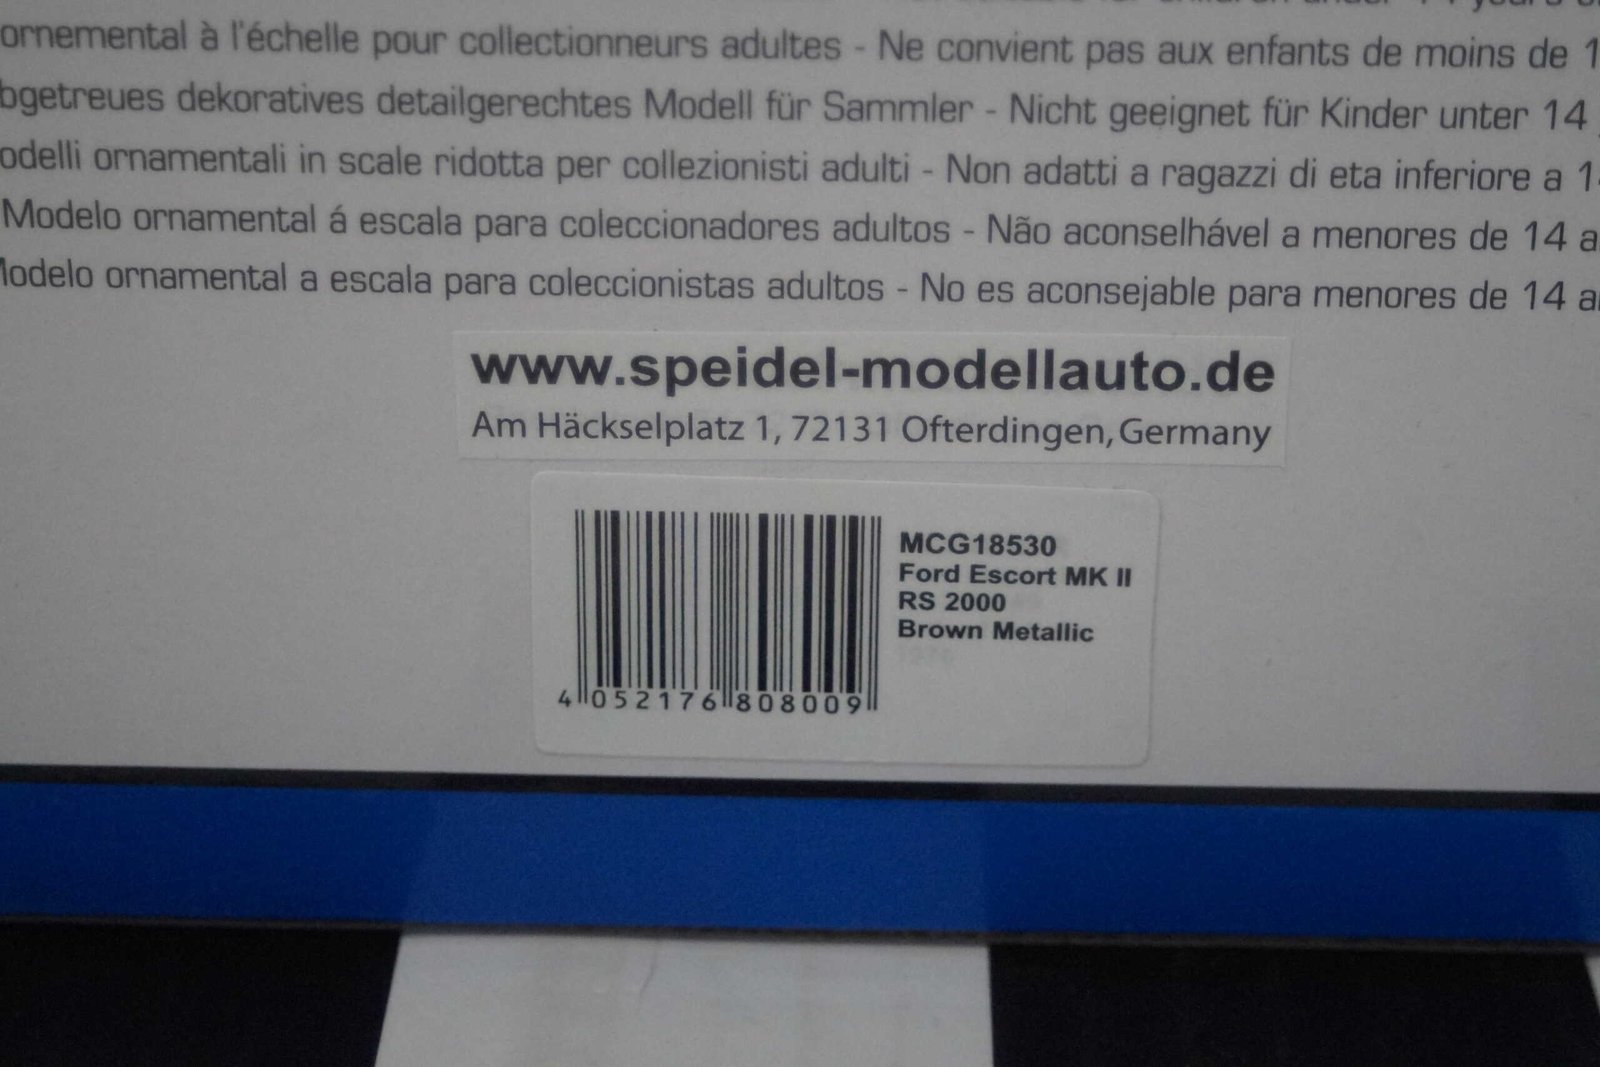 ornemental à l'échelle pour collectionneurs adultes - Ne convient pas aux enfants de moins de
bgetreues dekoratives detailgerechtes Modell für Sammler - Nicht geeignet für Kinder unter 14
odelli ornamentali in scale ridotta per collezionisti adulti - Non adatti a ragazzi di eta inferiore a
Modelo ornamental á escala para coleccionadores adultos - Não aconselhável a menores de 14 a
odelo ornamental a escala para coleccionistas adultos - No es aconsejable para menores de 14 a
www.speidel-modellauto.de
Am Häckselplatz 1, 72131 Ofterdingen, Germany
MCG18530
Ford Escort MK II
RS 2000
Brown Metallic
4 052176 808009